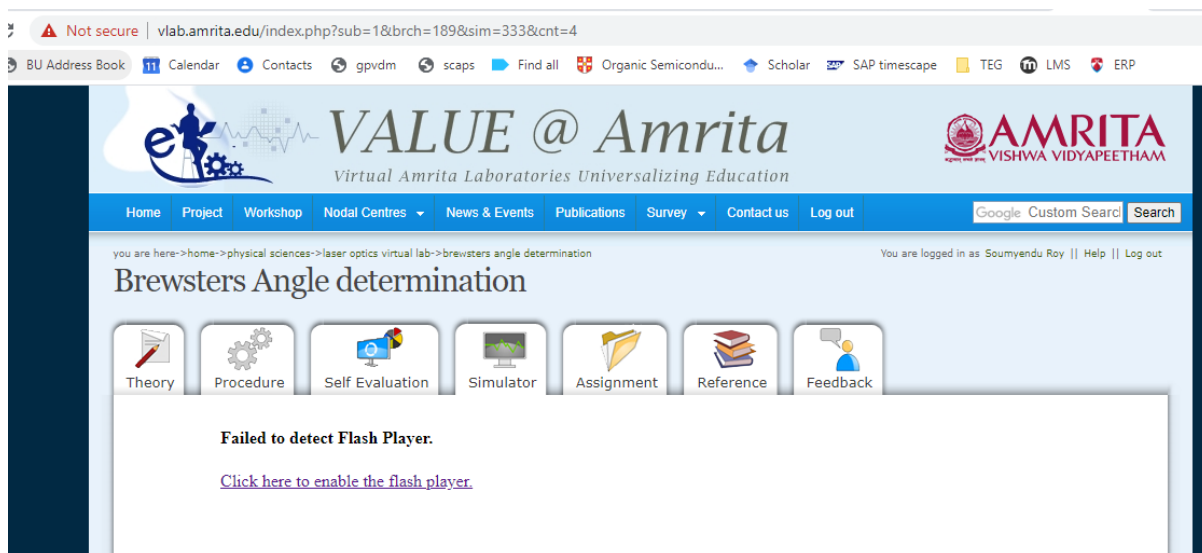 Not secure | vlab.amrita.edu/index.php?sub=1&brch=189&sim=333&cnt=4
BU Address Book 11 Calendar Contacts gpvdm scaps Find all Organic Semicondu... Scholar SAP SAP timescape TEG m LMS ERP
e VALUE @ Amrita
Virtual Amrita Laboratories Universalizing Education
AMRITA
VISHWA VIDYAPEETHAM
Home Project Workshop Nodal Centres News & Events Publications Survey Contact us Log out Google Custom Searcl Search
you are here->home->physical sciences->laser optics virtual lab->brewsters angle determination
You are logged in as Soumyendu Roy || Help || Log out
Brewsters Angle determination
Theory Procedure Self Evaluation Simulator Assignment Reference Feedback
Failed to detect Flash Player.
Click here to enable the flash player.